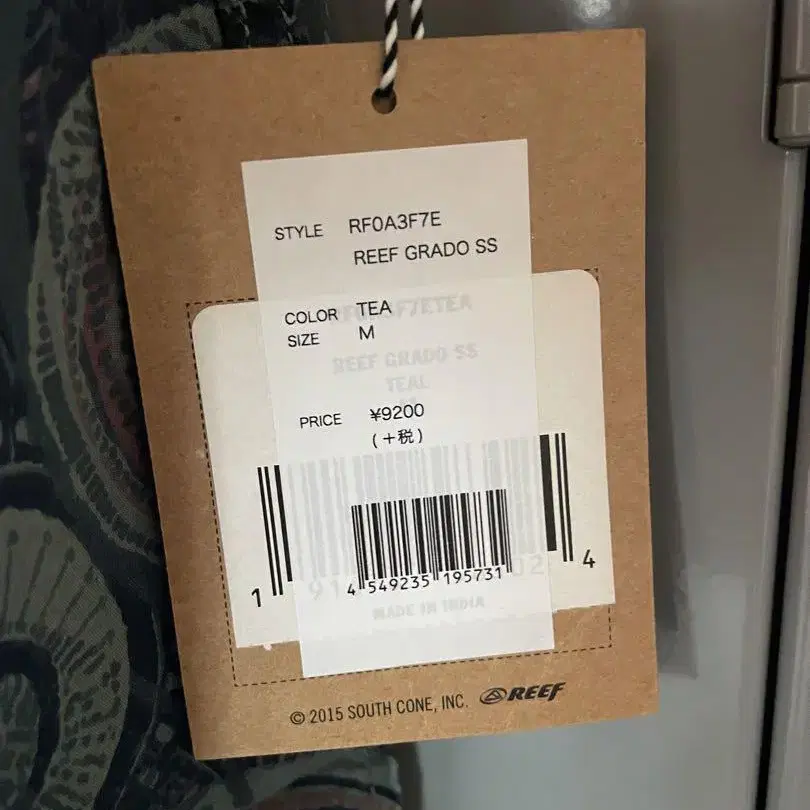 STYLE RF0A3F7E
REEF GRADO SS
COLOR TEA
SIZE M
REEF GRADO SS
TEAL
PRICE ¥9200
(+税)
1 4
4 549235 195731
MADE IN INDIA
© 2015 SOUTH CONE, INC. REEF